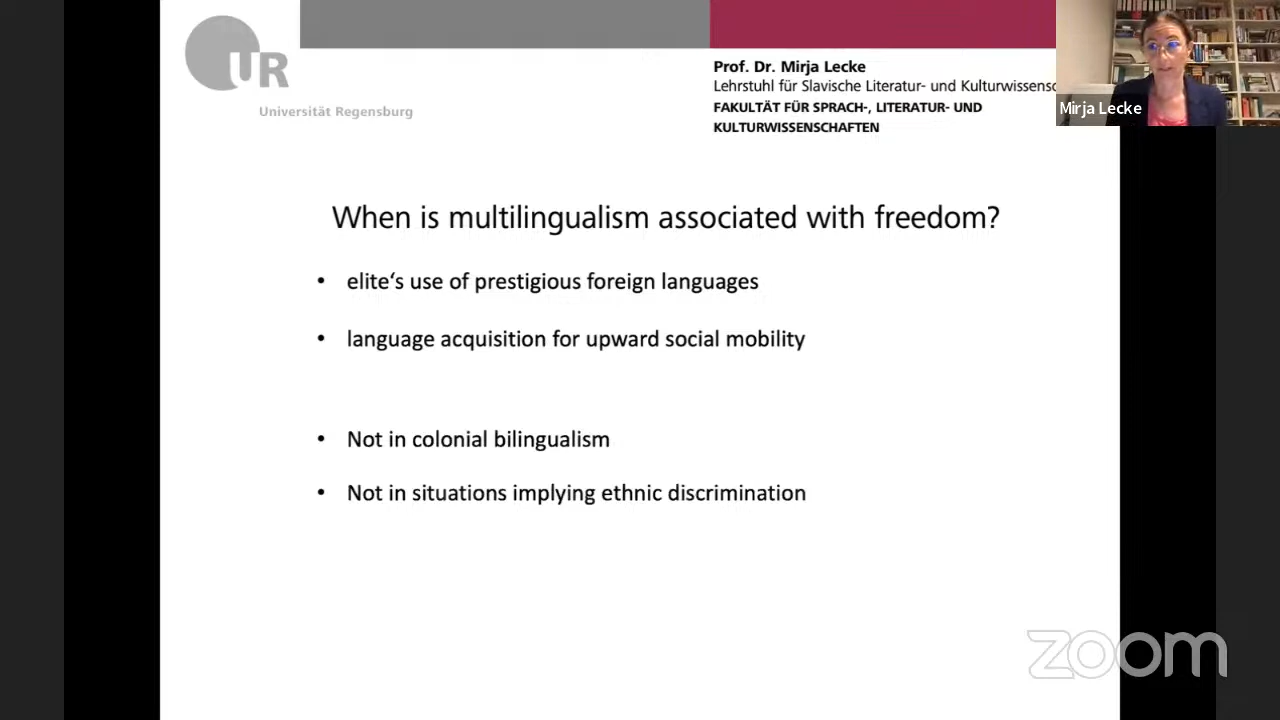 UR
Universität Regensburg
Prof. Dr. Mirja Lecke
Lehrstuhl für Slavische Literatur- und Kulturwissensc
FAKULTÄT FÜR SPRACH-, LITERATUR- UND
KULTURWISSENSCHAFTEN
Mirja Lecke
When is multilingualism associated with freedom?
• elite‘s use of prestigious foreign languages
• language acquisition for upward social mobility
• Not in colonial bilingualism
• Not in situations implying ethnic discrimination
zoom